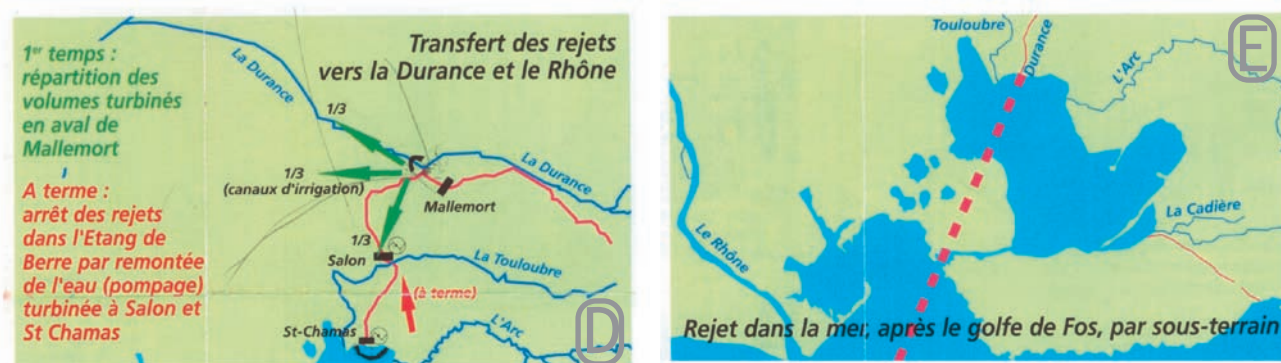 Transfert des rejets
vers la Durance et le Rhône
1er temps :
répartition des
volumes turbinés
en aval de
Mallemort
A terme :
arrêt des rejets
dans l'Etang de
Berre par remontée
de l'eau (pompage)
turbinée à Salon et
St Chamas
La Durance
1/3
1/3
(canaux d'irrigation)
La Durance
Mallemort
1/3
Salon
La Touloubre
(à terme)
St-Chamas
L'Arc
D
Touloubre
Durance
L'Arc
E
La Cadière
Le Rhône
Rejet dans la mer, après le golfe de Fos, par sous-terrain